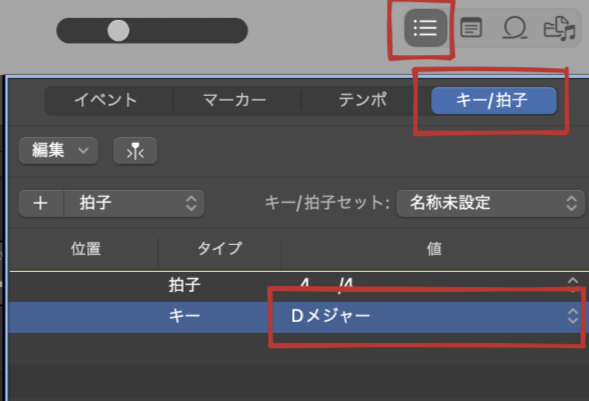 イベント マーカー テンポ キー/拍子
編集
+ 拍子 キー/拍子セット: 名称未設定
位置 タイプ 値
拍子 4 /4
キー Dメジャー